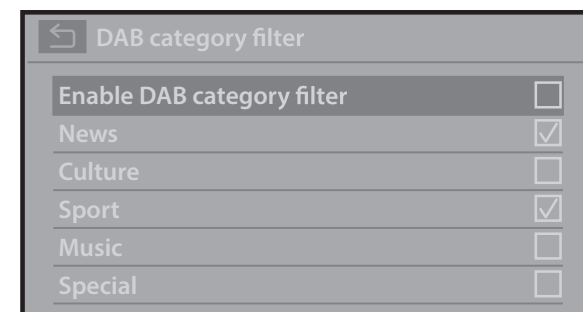 DAB category filter
Enable DAB category filter
News
Culture
Sport
Music
Special